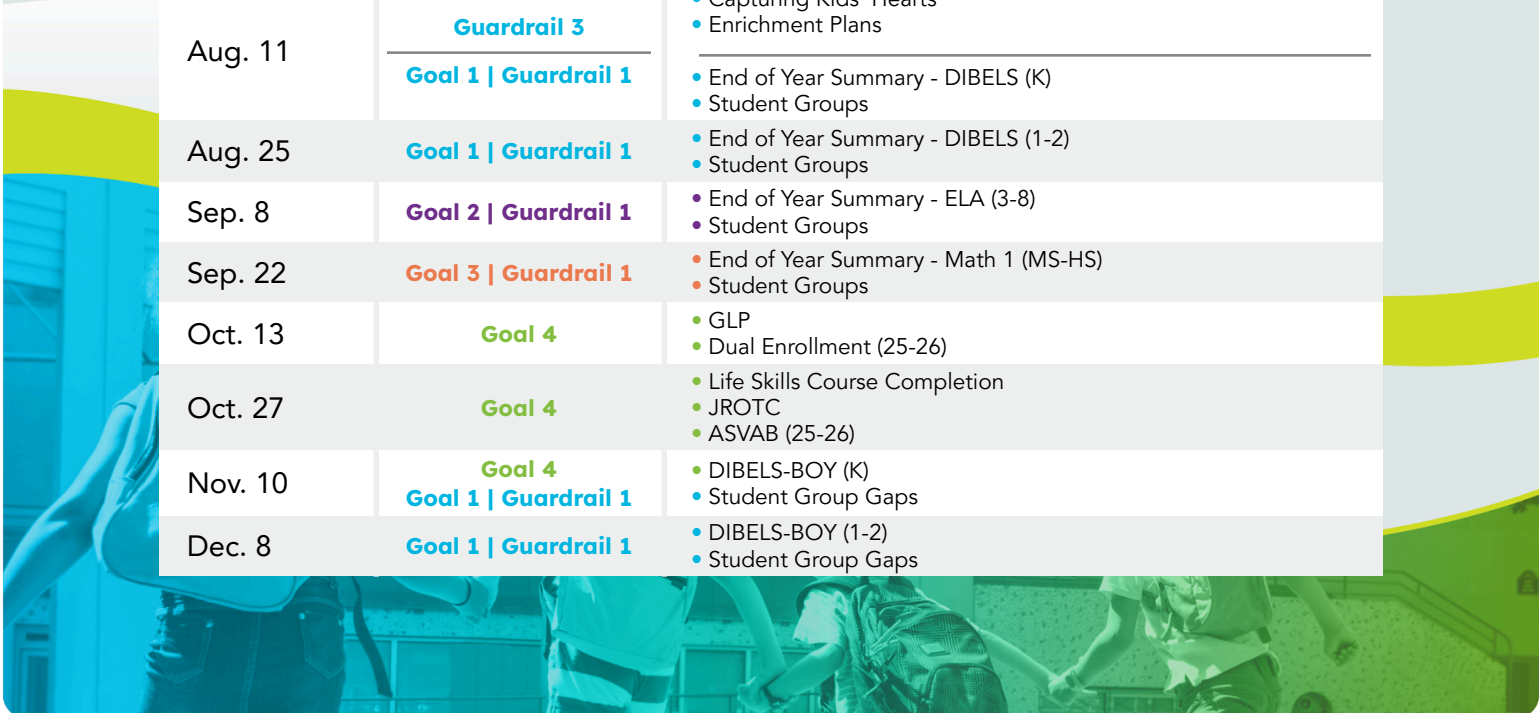 Capturing Kids' Hearts
Guardrail 3
• Enrichment Plans
Aug. 11
Goal 1 | Guardrail 1
• End of Year Summary - DIBELS (K)
• Student Groups
Aug. 25
Goal 1 | Guardrail 1
• End of Year Summary - DIBELS (1-2)
• Student Groups
Sep. 8
Goal 2 | Guardrail 1
• End of Year Summary - ELA (3-8)
• Student Groups
Sep. 22
Goal 3 | Guardrail 1
• End of Year Summary - Math 1 (MS-HS)
• Student Groups
Oct. 13
Goal 4
• GLP
• Dual Enrollment (25-26)
Oct. 27
Goal 4
• Life Skills Course Completion
• JROTC
• ASVAB (25-26)
Nov. 10
Goal 4
Goal 1 | Guardrail 1
• DIBELS-BOY (K)
• Student Group Gaps
Dec. 8
Goal 1 | Guardrail 1
• DIBELS-BOY (1-2)
• Student Group Gaps